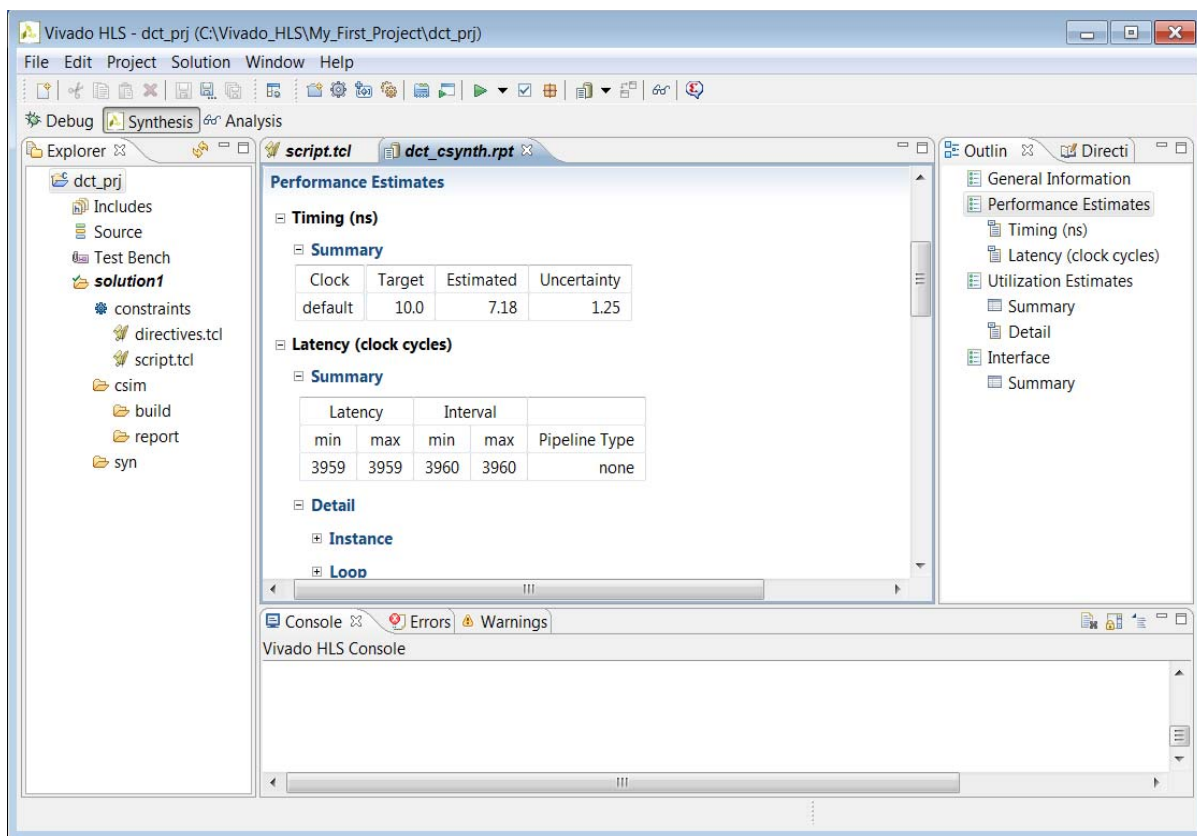 Vivado HLS - dct_prj (C:\Vivado_HLS\My_First_Project\dct_prj)
File Edit Project Solution Window Help
Debug Synthesis Analysis
Explorer
dct_prj
Includes
Source
Test Bench
solution1
constraints
directives.tcl
script.tcl
csim
build
report
syn
script.tcl dct_csynth.rpt
Performance Estimates
Timing (ns)
Summary
Clock Target Estimated Uncertainty
default 10.0 7.18 1.25
Latency (clock cycles)
Summary
Latency Interval
min max min max Pipeline Type
3959 3959 3960 3960 none
Detail
Instance
Loop
Outlin Directi
General Information
Performance Estimates
Timing (ns)
Latency (clock cycles)
Utilization Estimates
Summary
Detail
Interface
Summary
Console Errors Warnings
Vivado HLS Console